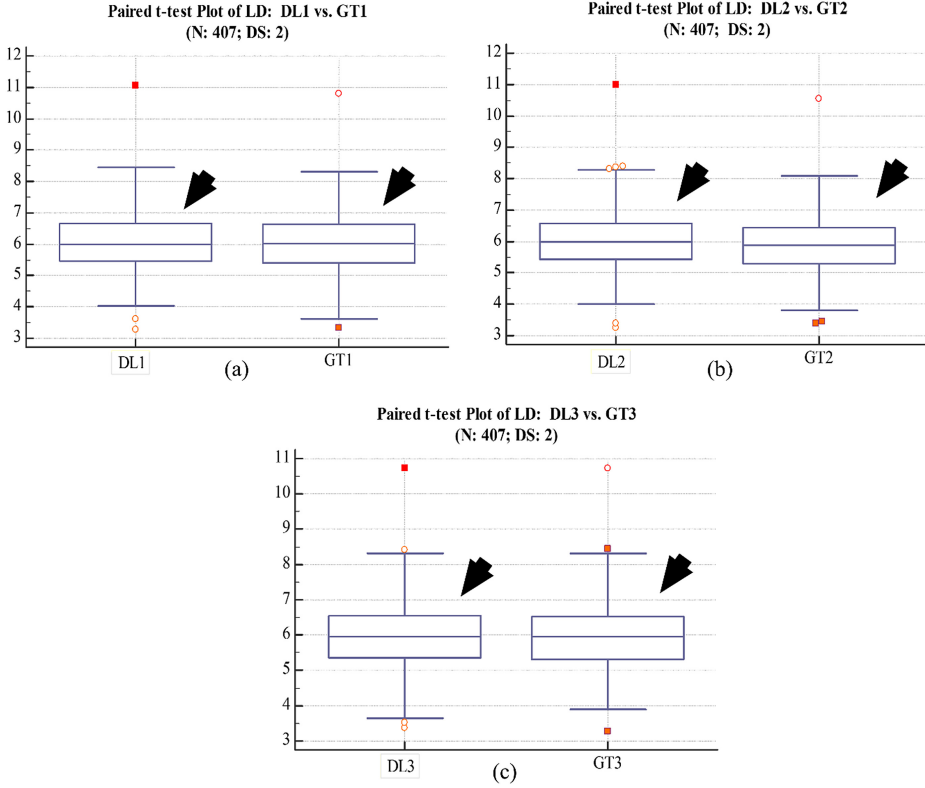 Paired t-test Plot of LD: DL1 vs. GT1
(N: 407; DS: 2)
12
11
10
9
8
7
6
5
4
3
DL1
GT1
(a)
Paired t-test Plot of LD: DL2 vs. GT2
(N: 407; DS: 2)
12
11
10
9
8
7
6
5
4
3
DL2
GT2
(b)
Paired t-test Plot of LD: DL3 vs. GT3
(N: 407; DS: 2)
11
10
9
8
7
6
5
4
3
DL3
GT3
(c)